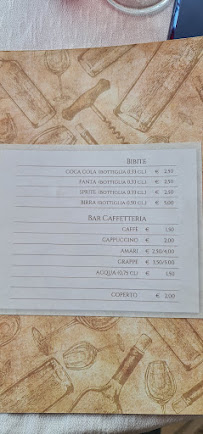 BIBITE
COCA COLA (BOTTIGLIA 0,33 CL) € 2,50
FANTA (BOTTIGLIA 0,33 CL) € 2,50
SPRITE (BOTTIGLIA 0,33 CL) € 2,50
BIRRA (BOTTIGLIA 0,50 CL) € 5,00
BAR CAFFETTERIA
CAFFÈ € 1,50
CAPPUCCINO € 2,00
AMARI € 2,50/4,00
GRAPPE € 3,50/5,00
ACQUA (0,75 CL) € 1,50
COPERTO € 2,00